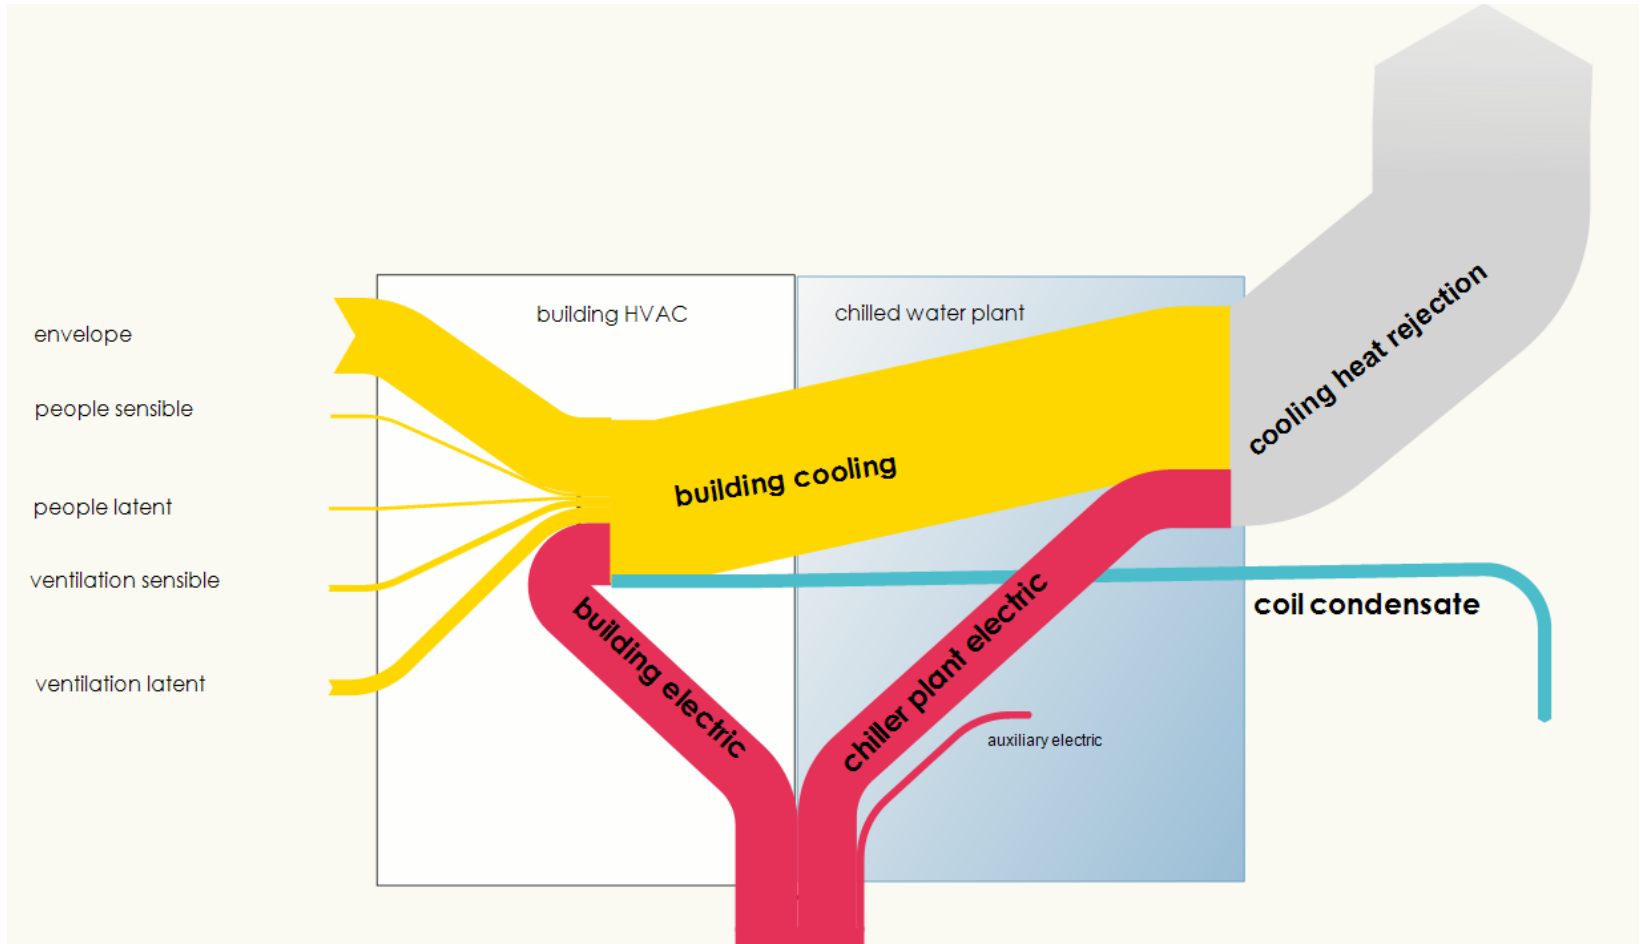 building HVAC
chilled water plant
envelope
people sensible
people latent
ventilation sensible
ventilation latent
building cooling
cooling heat rejection
building electric
chiller plant electric
coil condensate
auxiliary electric